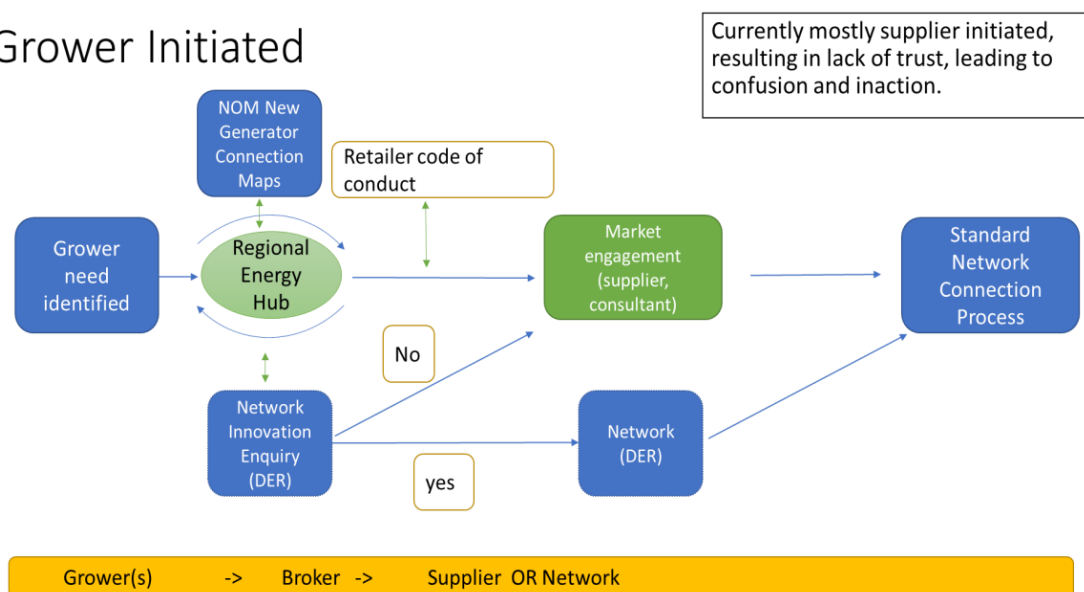 Grower Initiated
Currently mostly supplier initiated,
resulting in lack of trust, leading to
confusion and inaction.
NOM New
Generator
Connection
Maps
Retailer code of
conduct
Grower
need
identified
Regional
Energy
Hub
Market
engagement
(supplier,
consultant)
Standard
Network
Connection
Process
No
Network
Innovation
Enquiry
(DER)
yes
Network
(DER)
Grower(s) -> Broker -> Supplier OR Network